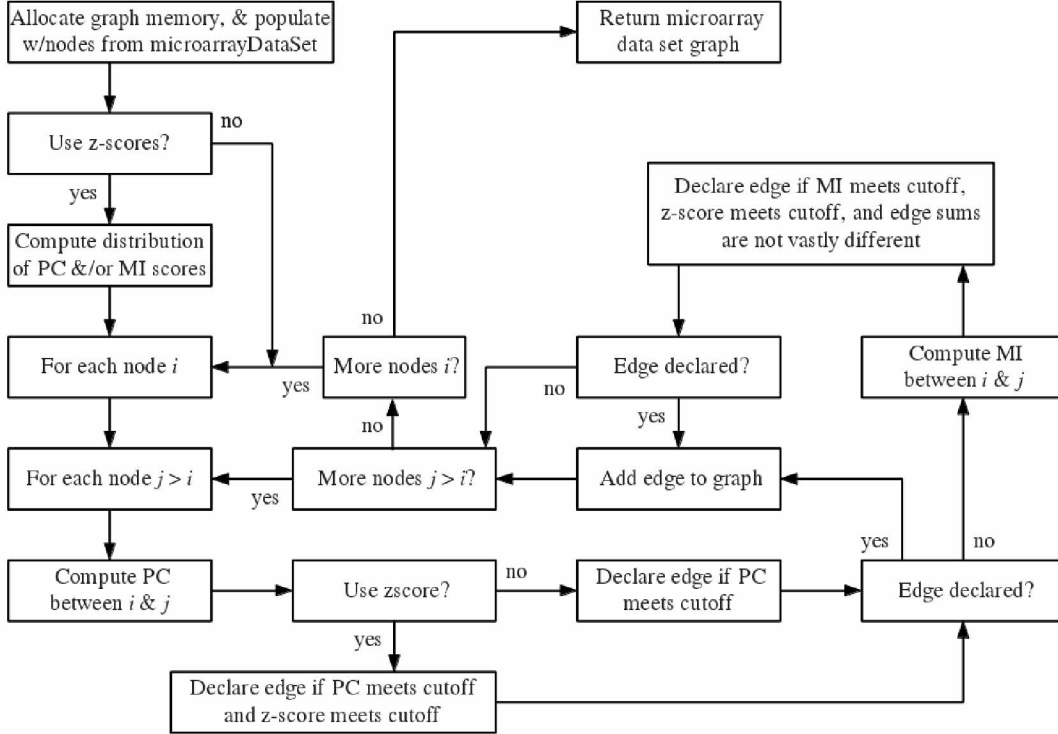 Allocate graph memory, & populate
w/nodes from microarrayDataSet
Return microarray
data set graph
Use z-scores?
no
yes
Compute distribution
of PC &/or MI scores
Declare edge if MI meets cutoff,
z-score meets cutoff, and edge sums
are not vastly different
For each node i
yes
More nodes i?
no
Edge declared?
no
yes
Compute MI
between i & j
no
For each node j > i
yes
More nodes j > i?
Add edge to graph
yes
no
Compute PC
between i & j
Use zscore?
no
yes
Declare edge if PC
meets cutoff
Edge declared?
Declare edge if PC meets cutoff
and z-score meets cutoff